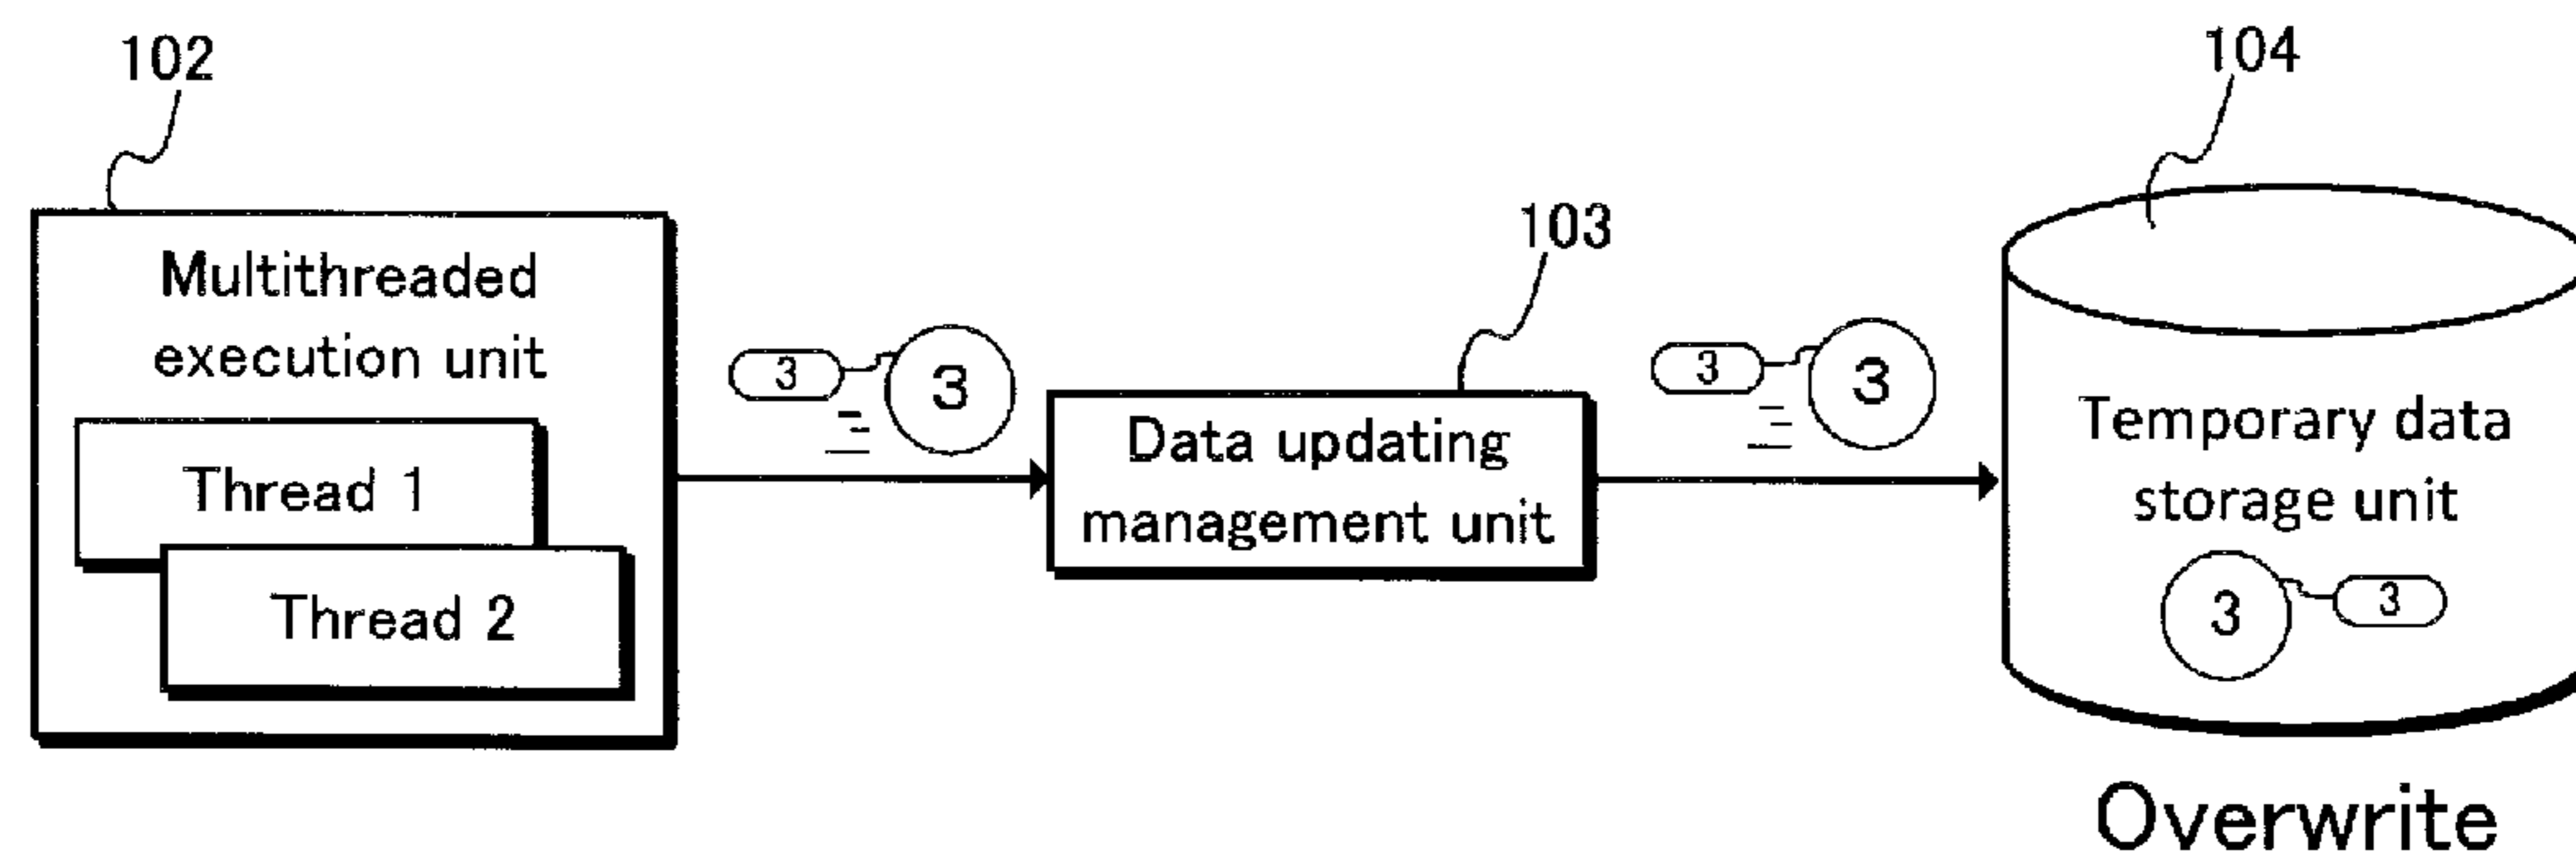 102
104
103
Multithreaded
execution unit
3
3
3
3
Data updating
management unit
Temporary data
storage unit
Thread 1
Thread 2
3
3
Overwrite